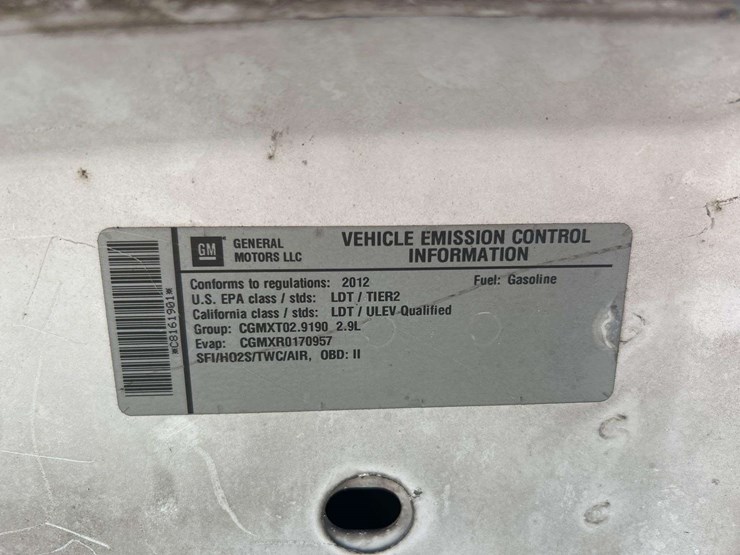 GM
GENERAL
MOTORS LLC
VEHICLE EMISSION CONTROL
INFORMATION
Conforms to regulations: 2012
Fuel: Gasoline
U.S. EPA class / stds: LDT / TIER2
California class / stds: LDT / ULEV Qualified
Group: CGMXT02.9190 2.9L
Evap: CGMXR0170957
SFI/HO2S/TWC/AIR, OBD: II
*C8161901*